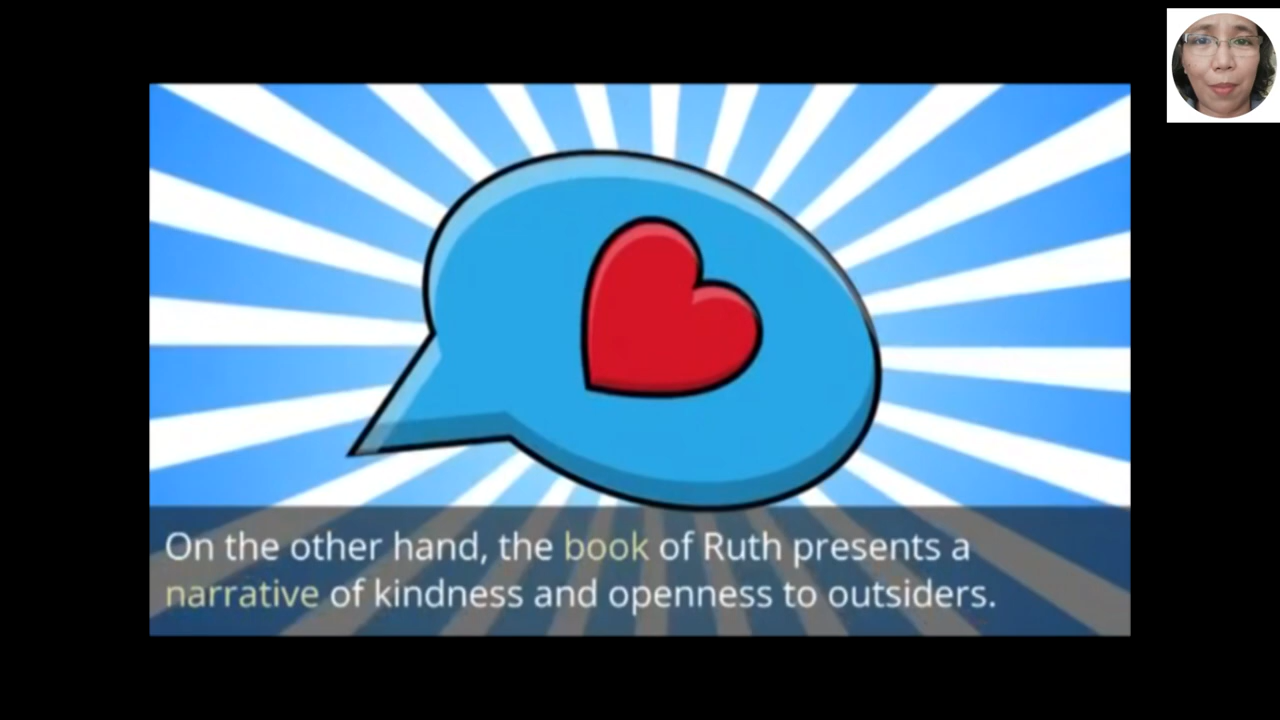 On the other hand, the book of Ruth presents a
narrative of kindness and openness to outsiders.